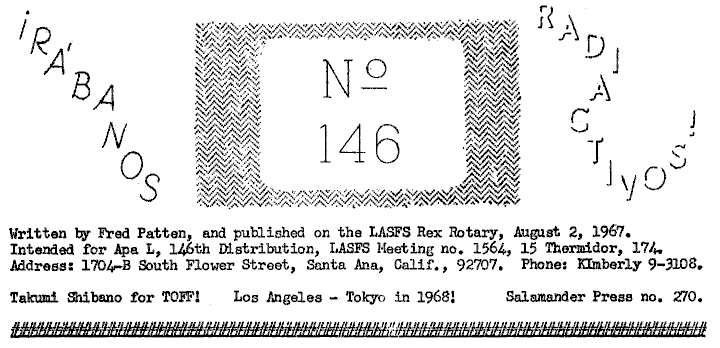 ¡RÁBANOS
Nº
146
RADIACTIVOS!
Written by Fred Patten, and published on the LASFS Rex Rotary, August 2, 1967.
Intended for Apa L, 146th Distribution, LASFS Meeting no. 1564, 15 Thermidor, 174.
Address: 1704-B South Flower Street, Santa Ana, Calif., 92707. Phone: KImberly 9-3108.
Takumi Shibano for TOFF! Los Angeles - Tokyo in 1968! Salamander Press no. 270.